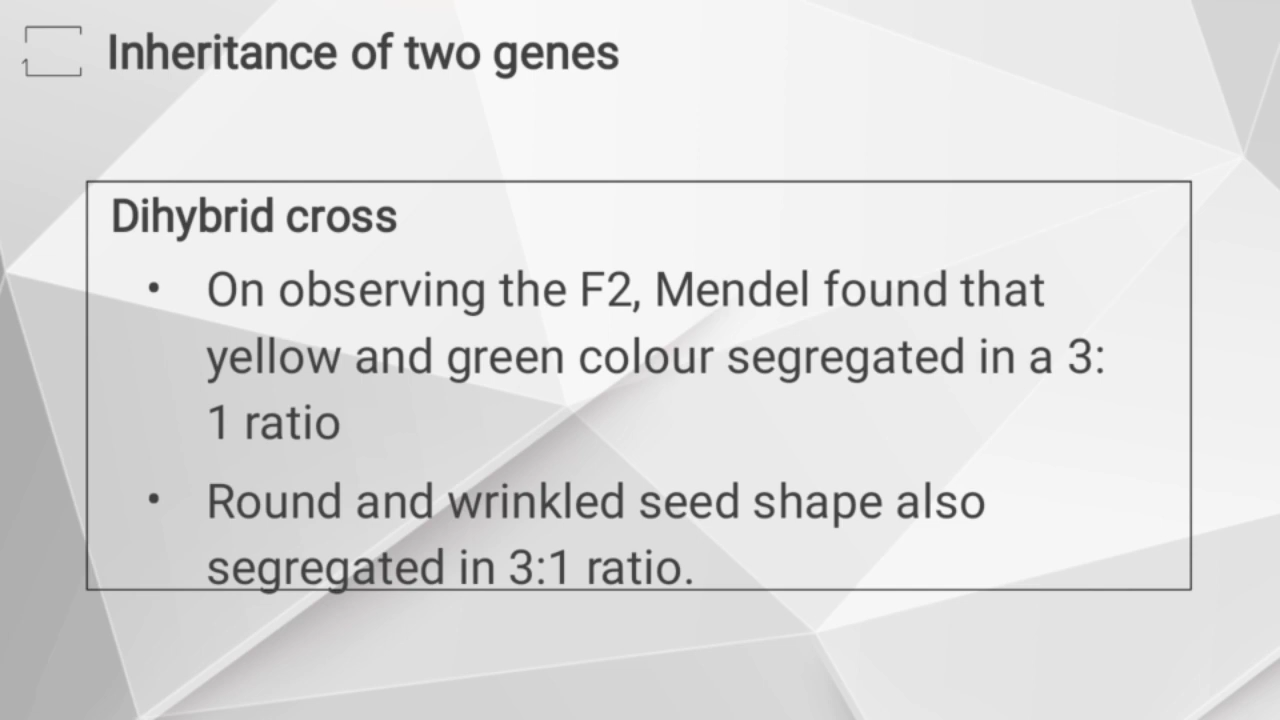 Inheritance of two genes
Dihybrid cross
• On observing the F2, Mendel found that
yellow and green colour segregated in a 3:
1 ratio
• Round and wrinkled seed shape also
segregated in 3:1 ratio.